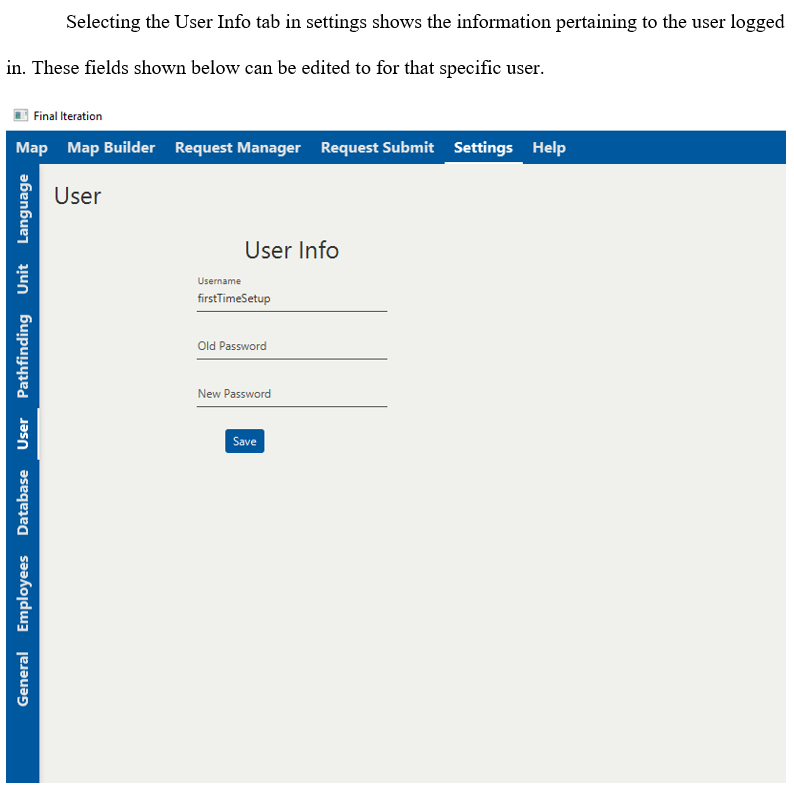 Selecting the User Info tab in settings shows the information pertaining to the user logged
in. These fields shown below can be edited to for that specific user.
Final Iteration
Map Map Builder Request Manager Request Submit Settings Help
Language
Unit
Pathfinding
User
Database
Employees
General
User
User Info
Username
firstTimeSetup
Old Password
New Password
Save